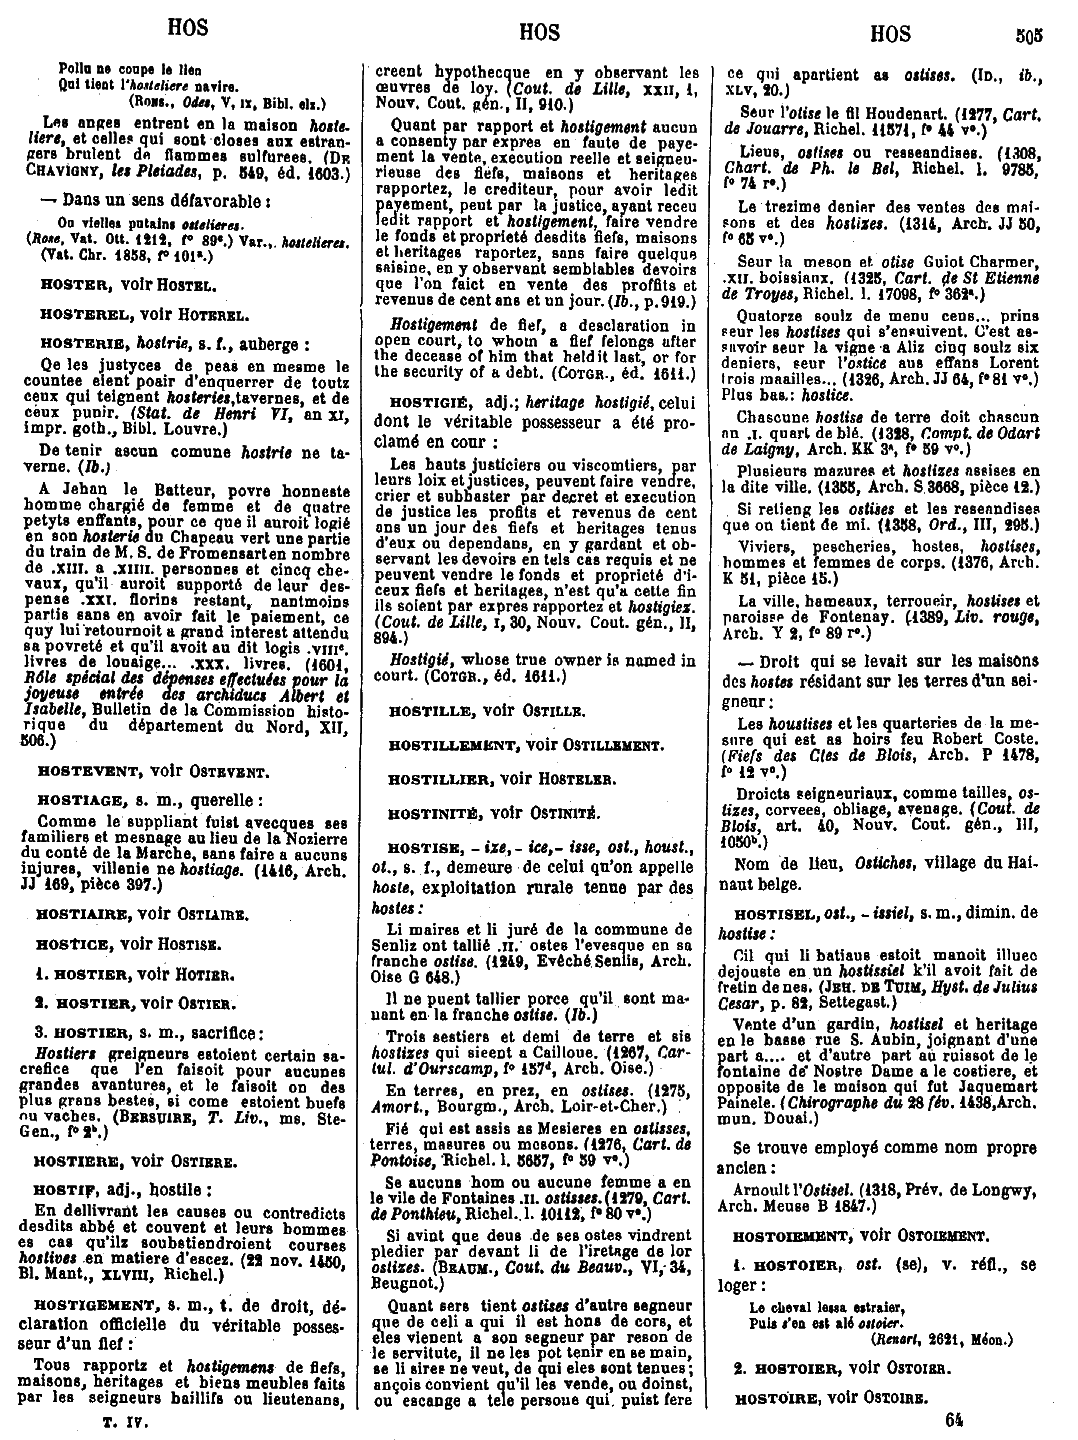 HOS
HOS
HOS
505
Polla ne coupe le lien
Qui tient l'hosteliere navire.
(Rons., Odes, V, ix, Bibl. elz.)
Les anges entrent en la maison hoste-
liere, et celles qui sont closes aux estran-
gers brulent de flammes sulfurees. (De
Chavigny, les Pleiades, p. 549, éd. 1603.)
— Dans un sens défavorable :
Ou vielles putains ostelieres.
(Rose, Vat. Ott. 1212, f° 89ᵉ.) Var., hostelieres.
(Vat. Chr. 1858, f° 101ᵃ.)
HOSTER, voir Hostel.
HOSTEREL, voir Hoterel.
HOSTERIE, hostrie, s. f., auberge :
Qe les justyces de peas en mesme le
countee eient poair d'enquerrer de toutz
ceux qui teignent hosteries,tavernes, et de
ceux punir. (Stat. de Henri VI, an xi,
impr. goth., Bibl. Louvre.)
De tenir ascun comune hostrie ne ta-
verne. (Ib.)
A Jehan le Batteur, povre honneste
homme chargié de femme et de quatre
petyts enffants, pour ce que il auroit logié
en son hosterie du Chapeau vert une partie
du train de M. S. de Fromensarten nombre
de .XIII. a .XIIII. personnes et cincq che-
vaux, qu'il auroit supporté de leur des-
pense .XXI. florins restant, nantmoins
partis sans en avoir fait le paiement, ce
quy lui retournoit a grand interest attendu
sa povreté et qu'il avoit au dit logis .VIIIᶜ.
livres de louaige... .XXX. livres. (1601,
Rôle spécial des dépenses effectuées pour la
joyeuse entrée des archiducs Albert et
Isabelle, Bulletin de la Commission histo-
rique du département du Nord, XII,
506.)
HOSTEVENT, voir Ostevent.
HOSTIAGE, s. m., querelle :
Comme le suppliant fuist avecques ses
familiers et mesnage au lieu de la Nozierre
du conté de la Marche, sans faire a aucuns
injures, villenie ne hostiage. (1416, Arch.
JJ 169, pièce 397.)
HOSTIAIRE, voir Ostiaire.
HOSTICE, voir Hostise.
1. HOSTIER, voir Hotier.
2. HOSTIER, voir Ostier.
3. HOSTIER, s. m., sacrifice :
Hostiers greigneurs estoient certain sa-
crefice que l'en faisoit pour aucunes
grandes avantures, et le faisoit on des
plus grans bestes, si come estoient buefs
ou vaches. (Bersuire, T. Liv., ms. Ste-
Gen., f° 2ᵇ.)
HOSTIERE, voir Ostiere.
HOSTIF, adj., hostile :
En dellivrant les causes ou contredicts
desdits abbé et couvent et leurs hommes
es cas qu'ilz soubstiendroient courses
hostives en matiere d'escez. (22 nov. 1450,
Bl. Mant., XLVIII, Richel.)
HOSTIGEMENT, s. m., t. de droit, dé-
claration officielle du véritable posses-
seur d'un fief :
Tous rapportz et hostigemens de fiefs,
maisons, heritages et biens meubles faits
par les seigneurs baillifs ou lieutenans,
T. IV.
creent hypothecque en y observant les
œuvres de loy. (Cout. de Lille, XXII, 1,
Nouv. Cout. gén., II, 910.)
Quant par rapport et hostigement aucun
a consenty par expres en faute de paye-
ment la vente, execution reelle et seigneu-
rieuse des fiefs, maisons et heritages
rapportez, le crediteur, pour avoir ledit
payement, peut par la justice, ayant receu
ledit rapport et hostigement, faire vendre
le fonds et proprieté desdits fiefs, maisons
et heritages raportez, sans faire quelque
saisine, en y observant semblables devoirs
que l'on faict en vente des proffits et
revenus de cent ans et un jour. (Ib., p. 919.)
Hostigement de fief, a desclaration in
open court, to whom a fief felongs after
the decease of him that held it last, or for
the security of a debt. (Cotgr., éd. 1611.)
HOSTIGIÉ, adj.; heritage hostigié, celui
dont le véritable possesseur a été pro-
clamé en cour :
Les hauts justiciers ou viscomtiers, par
leurs loix et justices, peuvent faire vendre,
crier et subhaster par decret et execution
de justice les profits et revenus de cent
ans un jour des fiefs et heritages tenus
d'eux ou dependans, en y gardant et ob-
servant les devoirs en tels cas requis et ne
peuvent vendre le fonds et proprieté d'i-
ceux fiefs et heritages, n'est qu'a cette fin
ils soient par expres rapportez et hostigiez.
(Cout. de Lille, I, 30, Nouv. Cout. gén., II,
894.)
Hostigié, whose true owner is named in
court. (Cotgr., éd. 1611.)
HOSTILLE, voir Ostille.
HOSTILLEMENT, voir Ostillement.
HOSTILLIER, voir Hosteler.
HOSTINITÉ, voir Ostinité.
HOSTISE, - ize, - ice, - isse, ost., houst.,
ot., s. f., demeure de celui qu'on appelle
hoste, exploitation rurale tenue par des
hostes :
Li maires et li juré de la commune de
Senliz ont tallié .II. ostes l'evesque en sa
franche ostise. (1249, Evêché Senlis, Arch.
Oise G 648.)
Il ne puent tallier porce qu'il sont ma-
nant en la franche ostise. (Ib.)
Trois sestiers et demi de terre et sis
hostizes qui sieent a Cailloue. (1267, Car-
tul. d'Ourscamp, f° 157ᵈ, Arch. Oise.)
En terres, en prez, en ostises. (1275,
Amort., Bourgm., Arch. Loir-et-Cher.)
Fié qui est assis as Mesieres en ostisses,
terres, masures ou mesons. (1276, Cart. de
Pontoise, Richel. l. 5657, f° 59 v°.)
Se aucuns hom ou aucune femme a en
le vile de Fontaines .II. ostisses. (1279, Cart.
de Ponthieu, Richel. l. 10112, f° 80 v°.)
Si avint que deus de ses ostes vindrent
pledier par devant li de l'iretage de lor
ostizes. (Beaum., Cout. du Beauv., VI, 34,
Beugnot.)
Quant sers tient ostises d'autre segneur
que de celi a qui il est hons de cors, et
eles vienent a son segneur par reson de
le servitute, il ne les pot tenir en se main,
se li sires ne veut, de qui eles sont tenues ;
ançois convient qu'il les vende, ou doinst,
ou escange a tele persone qui puist fere
ce qui apartient as ostises. (Id., ib.,
XLV, 20.)
Seur l'otise le fil Houdenart. (1277, Cart.
de Jouarre, Richel. 11571, f° 44 v°.)
Lieus, ostises ou resseandises. (1308,
Chart. de Ph. le Bel, Richel. l. 9785,
f° 74 r°.)
Le trezime denier des ventes des mai-
sons et des hostizes. (1314, Arch. JJ 50,
f° 65 v°.)
Seur la meson et otise Guiot Charmer,
.XII. boissiaux. (1325, Cart. de St Etienne
de Troyes, Richel. l. 17098, f° 362ᵃ.)
Quatorze soulz de menu cens... prins
seur les hostises qui s'ensuivent. C'est as-
savoir seur la vigne a Aliz cinq soulz six
deniers, seur l'ostice aus effans Lorent
trois maailles... (1326, Arch. JJ 64, f° 81 v°.)
Plus bas : hostice.
Chascune hostise de terre doit chascun
an .I. quart de blé. (1328, Compt. de Odart
de Laigny, Arch. KK 3ᵃ, f° 59 v°.)
Plusieurs mazures et hostizes assises en
la dite ville. (1355, Arch. S 3668, pièce 12.)
Si retieng les ostises et les reseandises
que on tient de mi. (1358, Ord., III, 295.)
Viviers, pescheries, hostes, hostises,
hommes et femmes de corps. (1376, Arch.
K 51, pièce 15.)
La ville, hameaux, terroueir, hostises et
paroisse de Fontenay. (1389, Liv. rouge,
Arch. Y 2, f° 89 r°.)
— Droit qui se levait sur les maisons
des hostes résidant sur les terres d'un sei-
gneur :
Les houstises et les quarteries de la me-
sure qui est as hoirs feu Robert Coste.
(Fiefs des Ctes de Blois, Arch. P 1478,
f° 12 v°.)
Droicts seigneuriaux, comme tailles, os-
tizes, corvees, obliage, avenage. (Cout. de
Blois, art. 40, Nouv. Cout. gén., III,
1050ᵇ.)
Nom de lieu, Ostiches, village du Hai-
naut belge.
HOSTISEL, ost., - issiel, s. m., dimin. de
hostise :
Cil qui li batiaus estoit manoit illuec
dejouste en un hostissiel k'il avoit fait de
fretin de nes. (Jeh. de Tuim, Hyst. de Julius
Cesar, p. 82, Settegast.)
Vente d'un gardin, hostisel et heritage
en le basse rue S. Aubin, joignant d'une
part a.... et d'autre part au ruissot de le
fontaine de Nostre Dame a le costiere, et
opposite de le maison qui fut Jaquemart
Painele. (Chirographe du 28 fév. 1438, Arch.
mun. Douai.)
Se trouve employé comme nom propre
ancien :
Arnoult l'Ostisel. (1318, Prév. de Longwy,
Arch. Meuse B 1847.)
HOSTOIEMENT, voir Ostoiement.
1. HOSTOIER, ost. (se), v. réfl., se
loger :
Le cheval lessa estraier,
Puis s'en est alé ostoier.
(Renart, 2621, Méon.)
2. HOSTOIER, voir Ostoier.
HOSTOIRE, voir Ostoire.
64